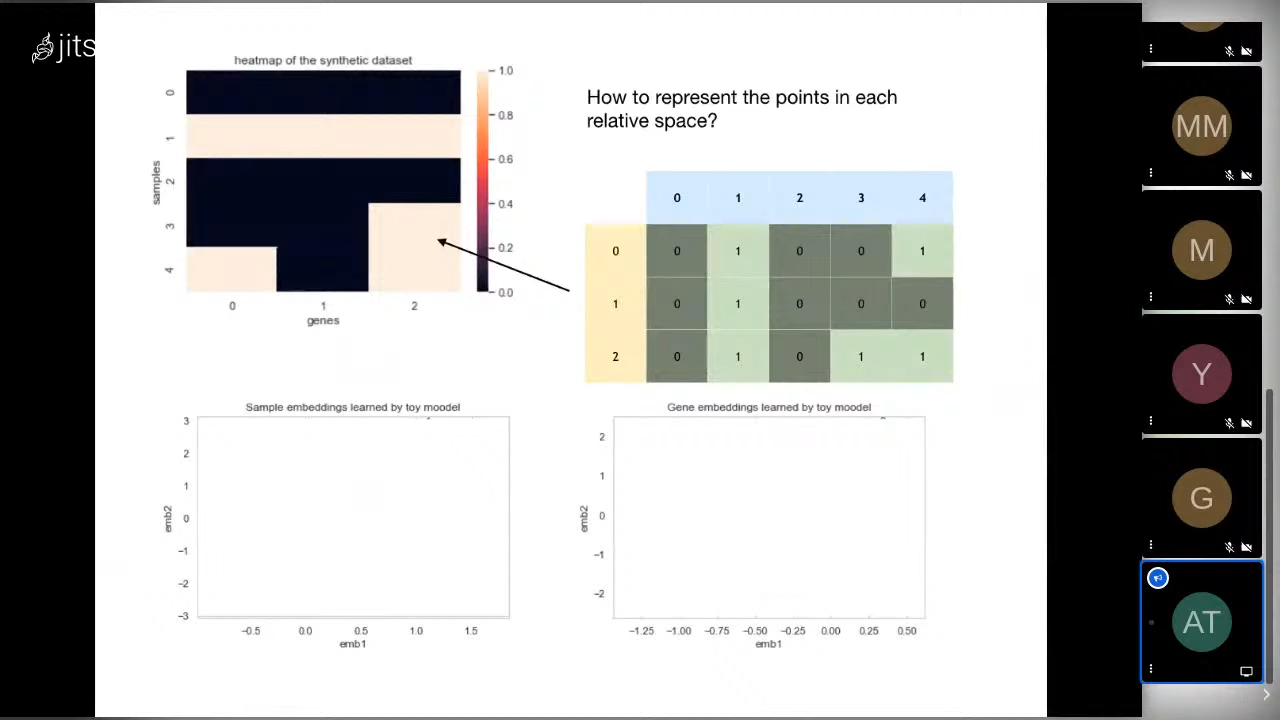 jits
heatmap of the synthetic dataset
How to represent the points in each
relative space?
0
1
2
3
4
samples
0 1 2
genes
1.0
0.8
0.6
0.4
0.2
0.0
0 1 2 3 4
0 0 1 0 0 1
1 0 1 0 0 0
2 0 1 0 1 1
Sample embeddings learned by toy moodel
3
2
1
0
−1
−2
−3
emb2
−0.5 0.0 0.5 1.0 1.5
emb1
Gene embeddings learned by toy moodel
2
1
0
−1
−2
emb2
−1.25 −1.00 −0.75 −0.50 −0.25 0.00 0.25 0.50
emb1
MM
M
Y
G
AT